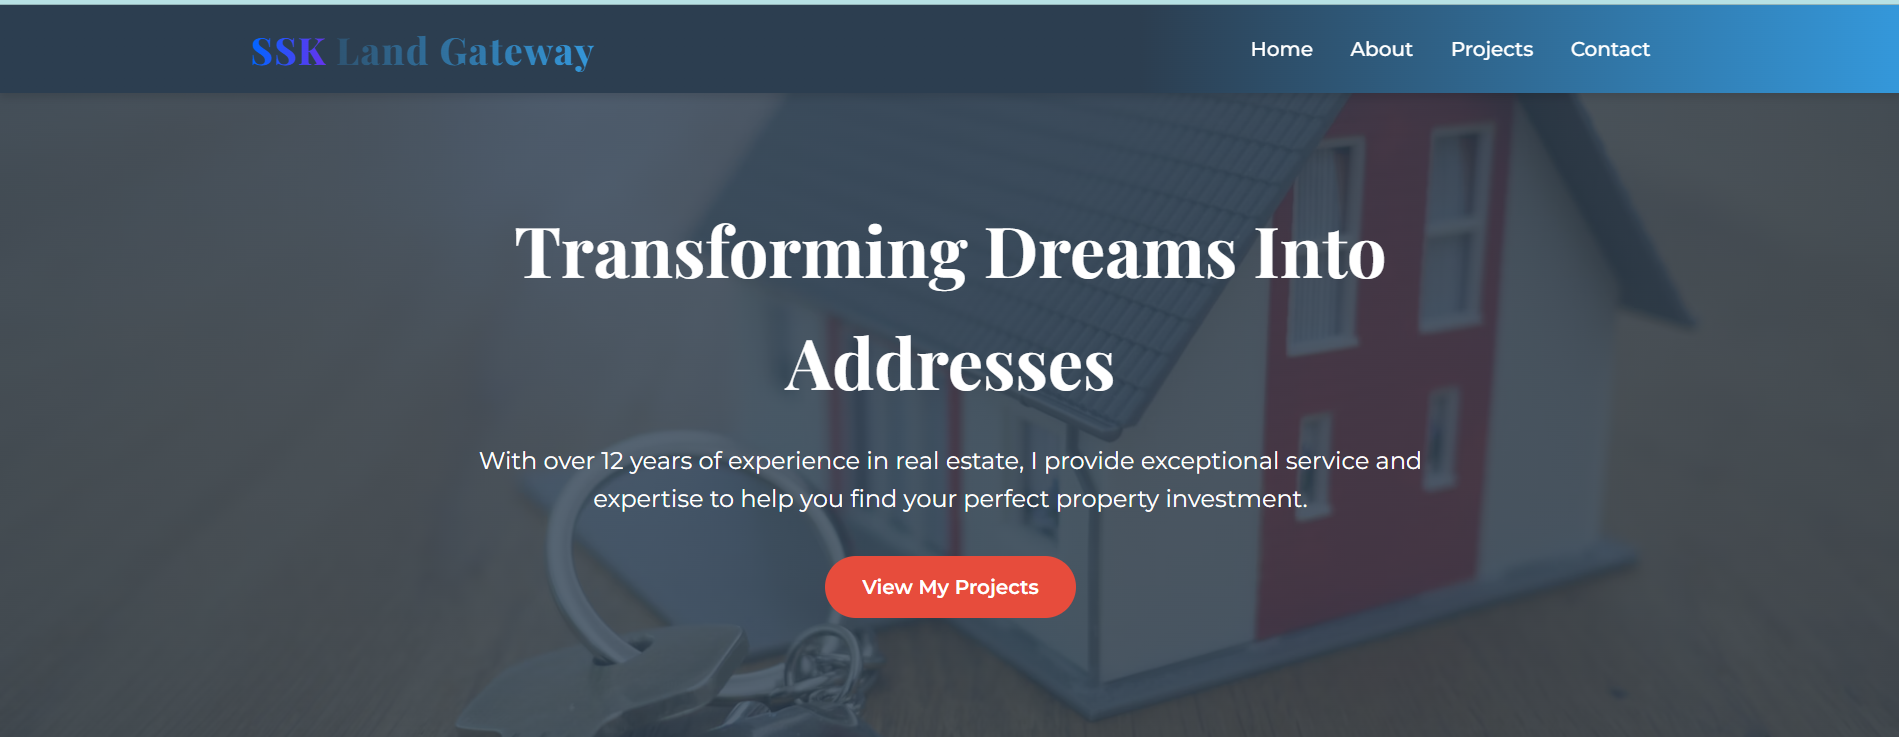 SSK Land Gateway
Home About Projects Contact
Transforming Dreams Into
Addresses
With over 12 years of experience in real estate, I provide exceptional service and
expertise to help you find your perfect property investment.
View My Projects